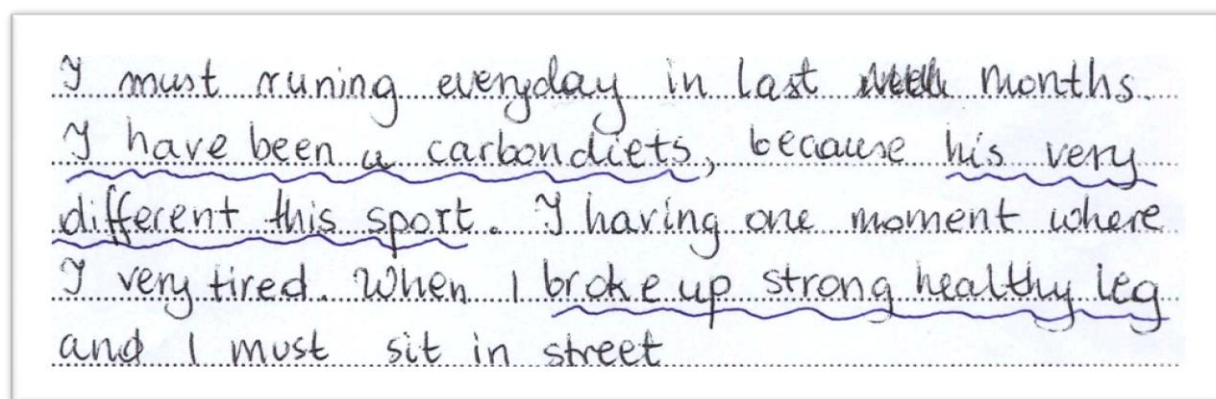 I must runing everyday in last months.
I have been a carbondiets, because his very
different this sport. I having one moment where
I very tired. When I broke up strong healthy leg
and I must sit in street